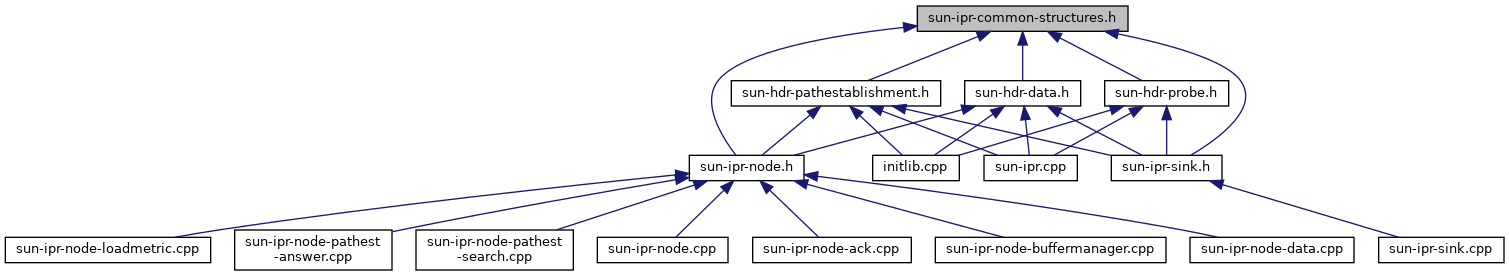 sun-ipr-common-structures.h
sun-hdr-pathestablishment.h
sun-hdr-data.h
sun-hdr-probe.h
sun-ipr-node.h
initlib.cpp
sun-ipr.cpp
sun-ipr-sink.h
sun-ipr-node-loadmetric.cpp
sun-ipr-node-pathest
-answer.cpp
sun-ipr-node-pathest
-search.cpp
sun-ipr-node.cpp
sun-ipr-node-ack.cpp
sun-ipr-node-buffermanager.cpp
sun-ipr-node-data.cpp
sun-ipr-sink.cpp